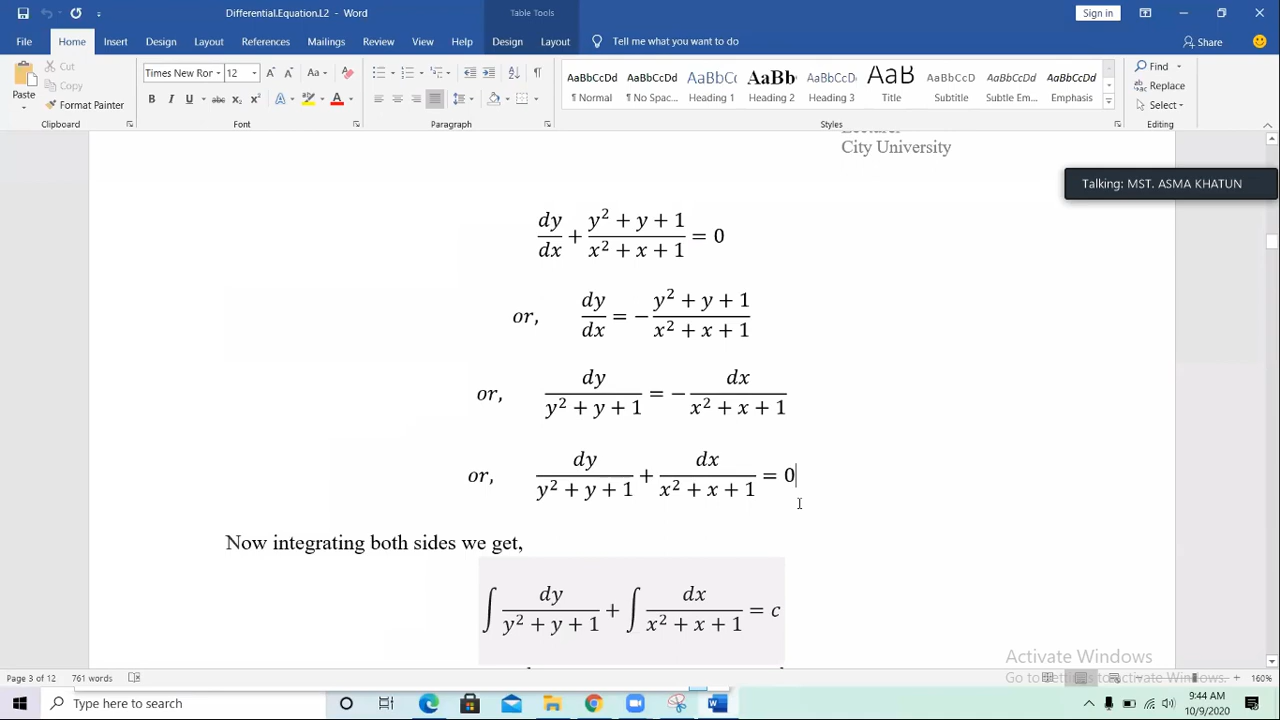 Differential.Equation.L2 - Word
Table Tools
Sign in
File Home Insert Design Layout References Mailings Review View Help Design Layout Tell me what you want to do Share
Paste Cut Copy Format Painter
Times New Ror 12
AaBbCcDd AaBbCcDd AaBbCcDd AaBb AaBbCcDd AaB AaBbCcD AaBbCcDd AaBbCcDd
¶ Normal ¶ No Spac... Heading 1 Heading 2 Heading 3 Title Subtitle Subtle Em... Emphasis
Find Replace Select
Clipboard Font Paragraph Styles Editing
Lecturer
City University
Talking: MST. ASMA KHATUN
dy/dx + (y² + y + 1)/(x² + x + 1) = 0
or, dy/dx = −(y² + y + 1)/(x² + x + 1)
or, dy/(y² + y + 1) = −dx/(x² + x + 1)
or, dy/(y² + y + 1) + dx/(x² + x + 1) = 0
Now integrating both sides we get,
∫ dy/(y² + y + 1) + ∫ dx/(x² + x + 1) = c
Activate Windows
Go to Settings to activate Windows.
Page 3 of 12 761 words 160%
Type here to search
9:44 AM
10/9/2020